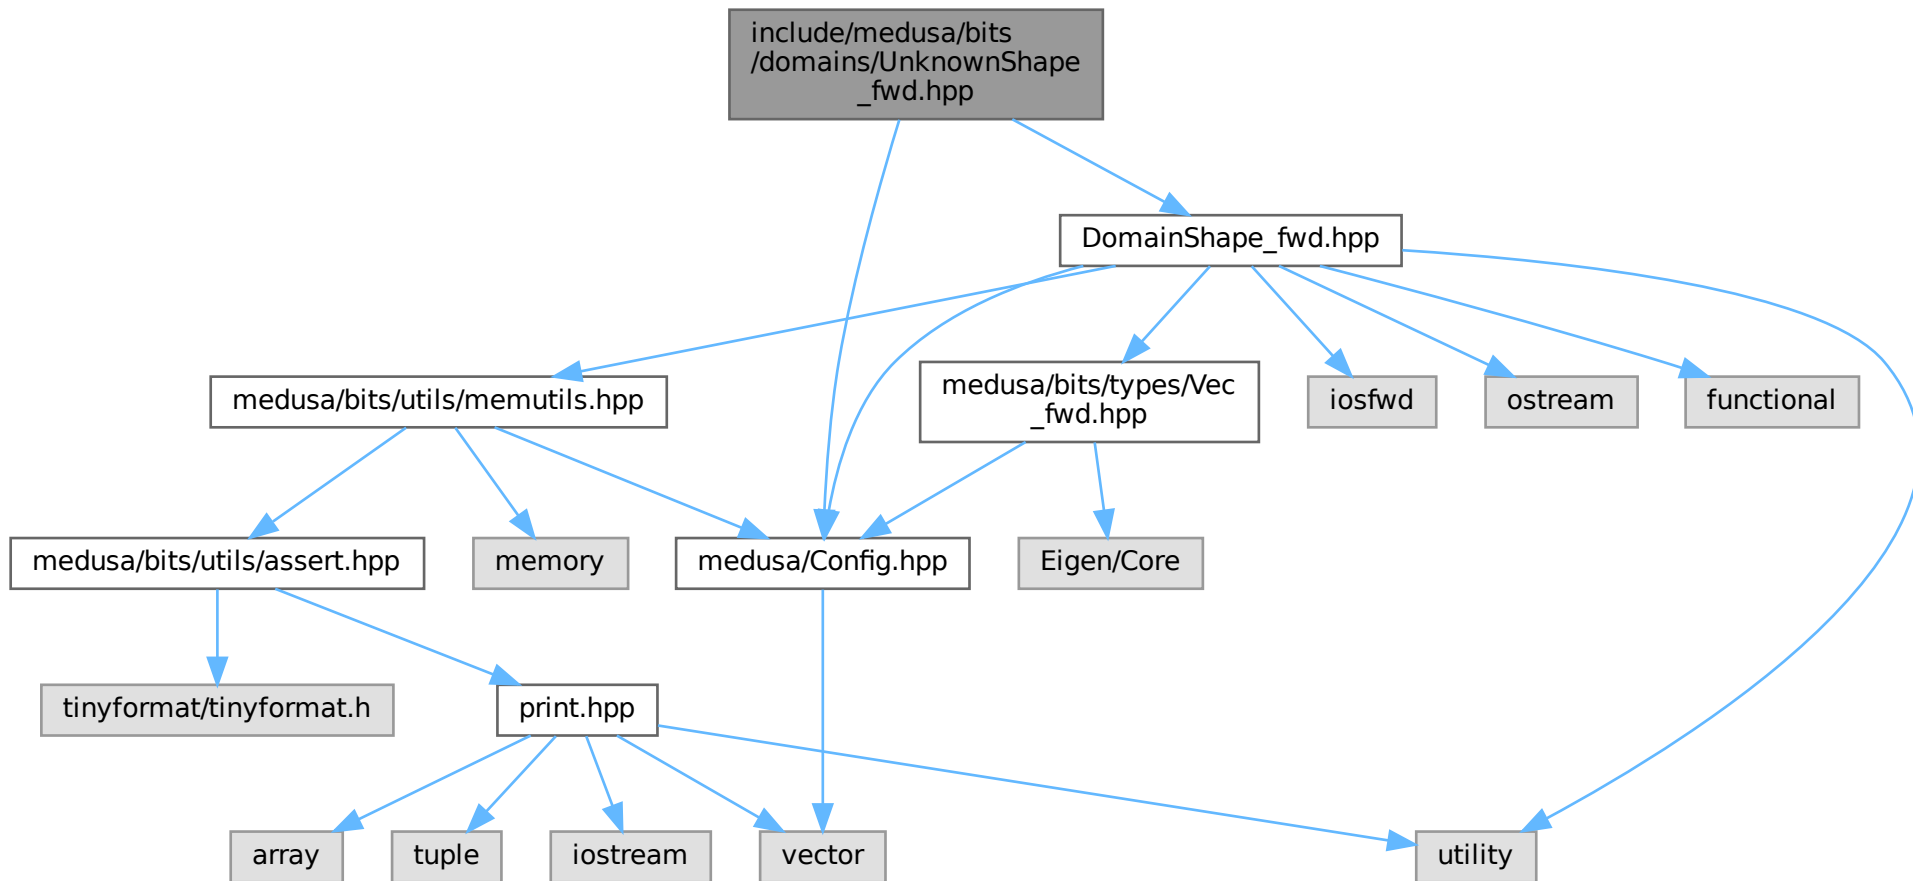 include/medusa/bits
/domains/UnknownShape
_fwd.hpp
DomainShape_fwd.hpp
medusa/bits/utils/memutils.hpp
medusa/bits/types/Vec
_fwd.hpp
iosfwd
ostream
functional
medusa/bits/utils/assert.hpp
memory
medusa/Config.hpp
Eigen/Core
tinyformat/tinyformat.h
print.hpp
array
tuple
iostream
vector
utility